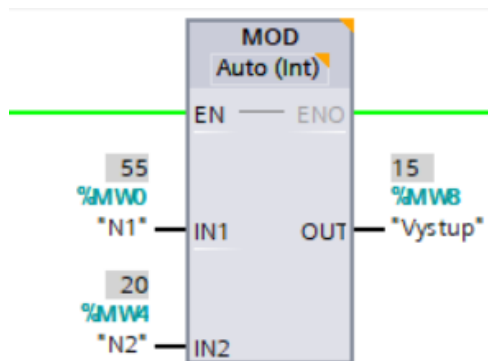 MOD
Auto (Int)
EN ENO
55 15
%MW0 %MW8
"N1" IN1 OUT "Vystup"
20
%MW4
"N2" IN2